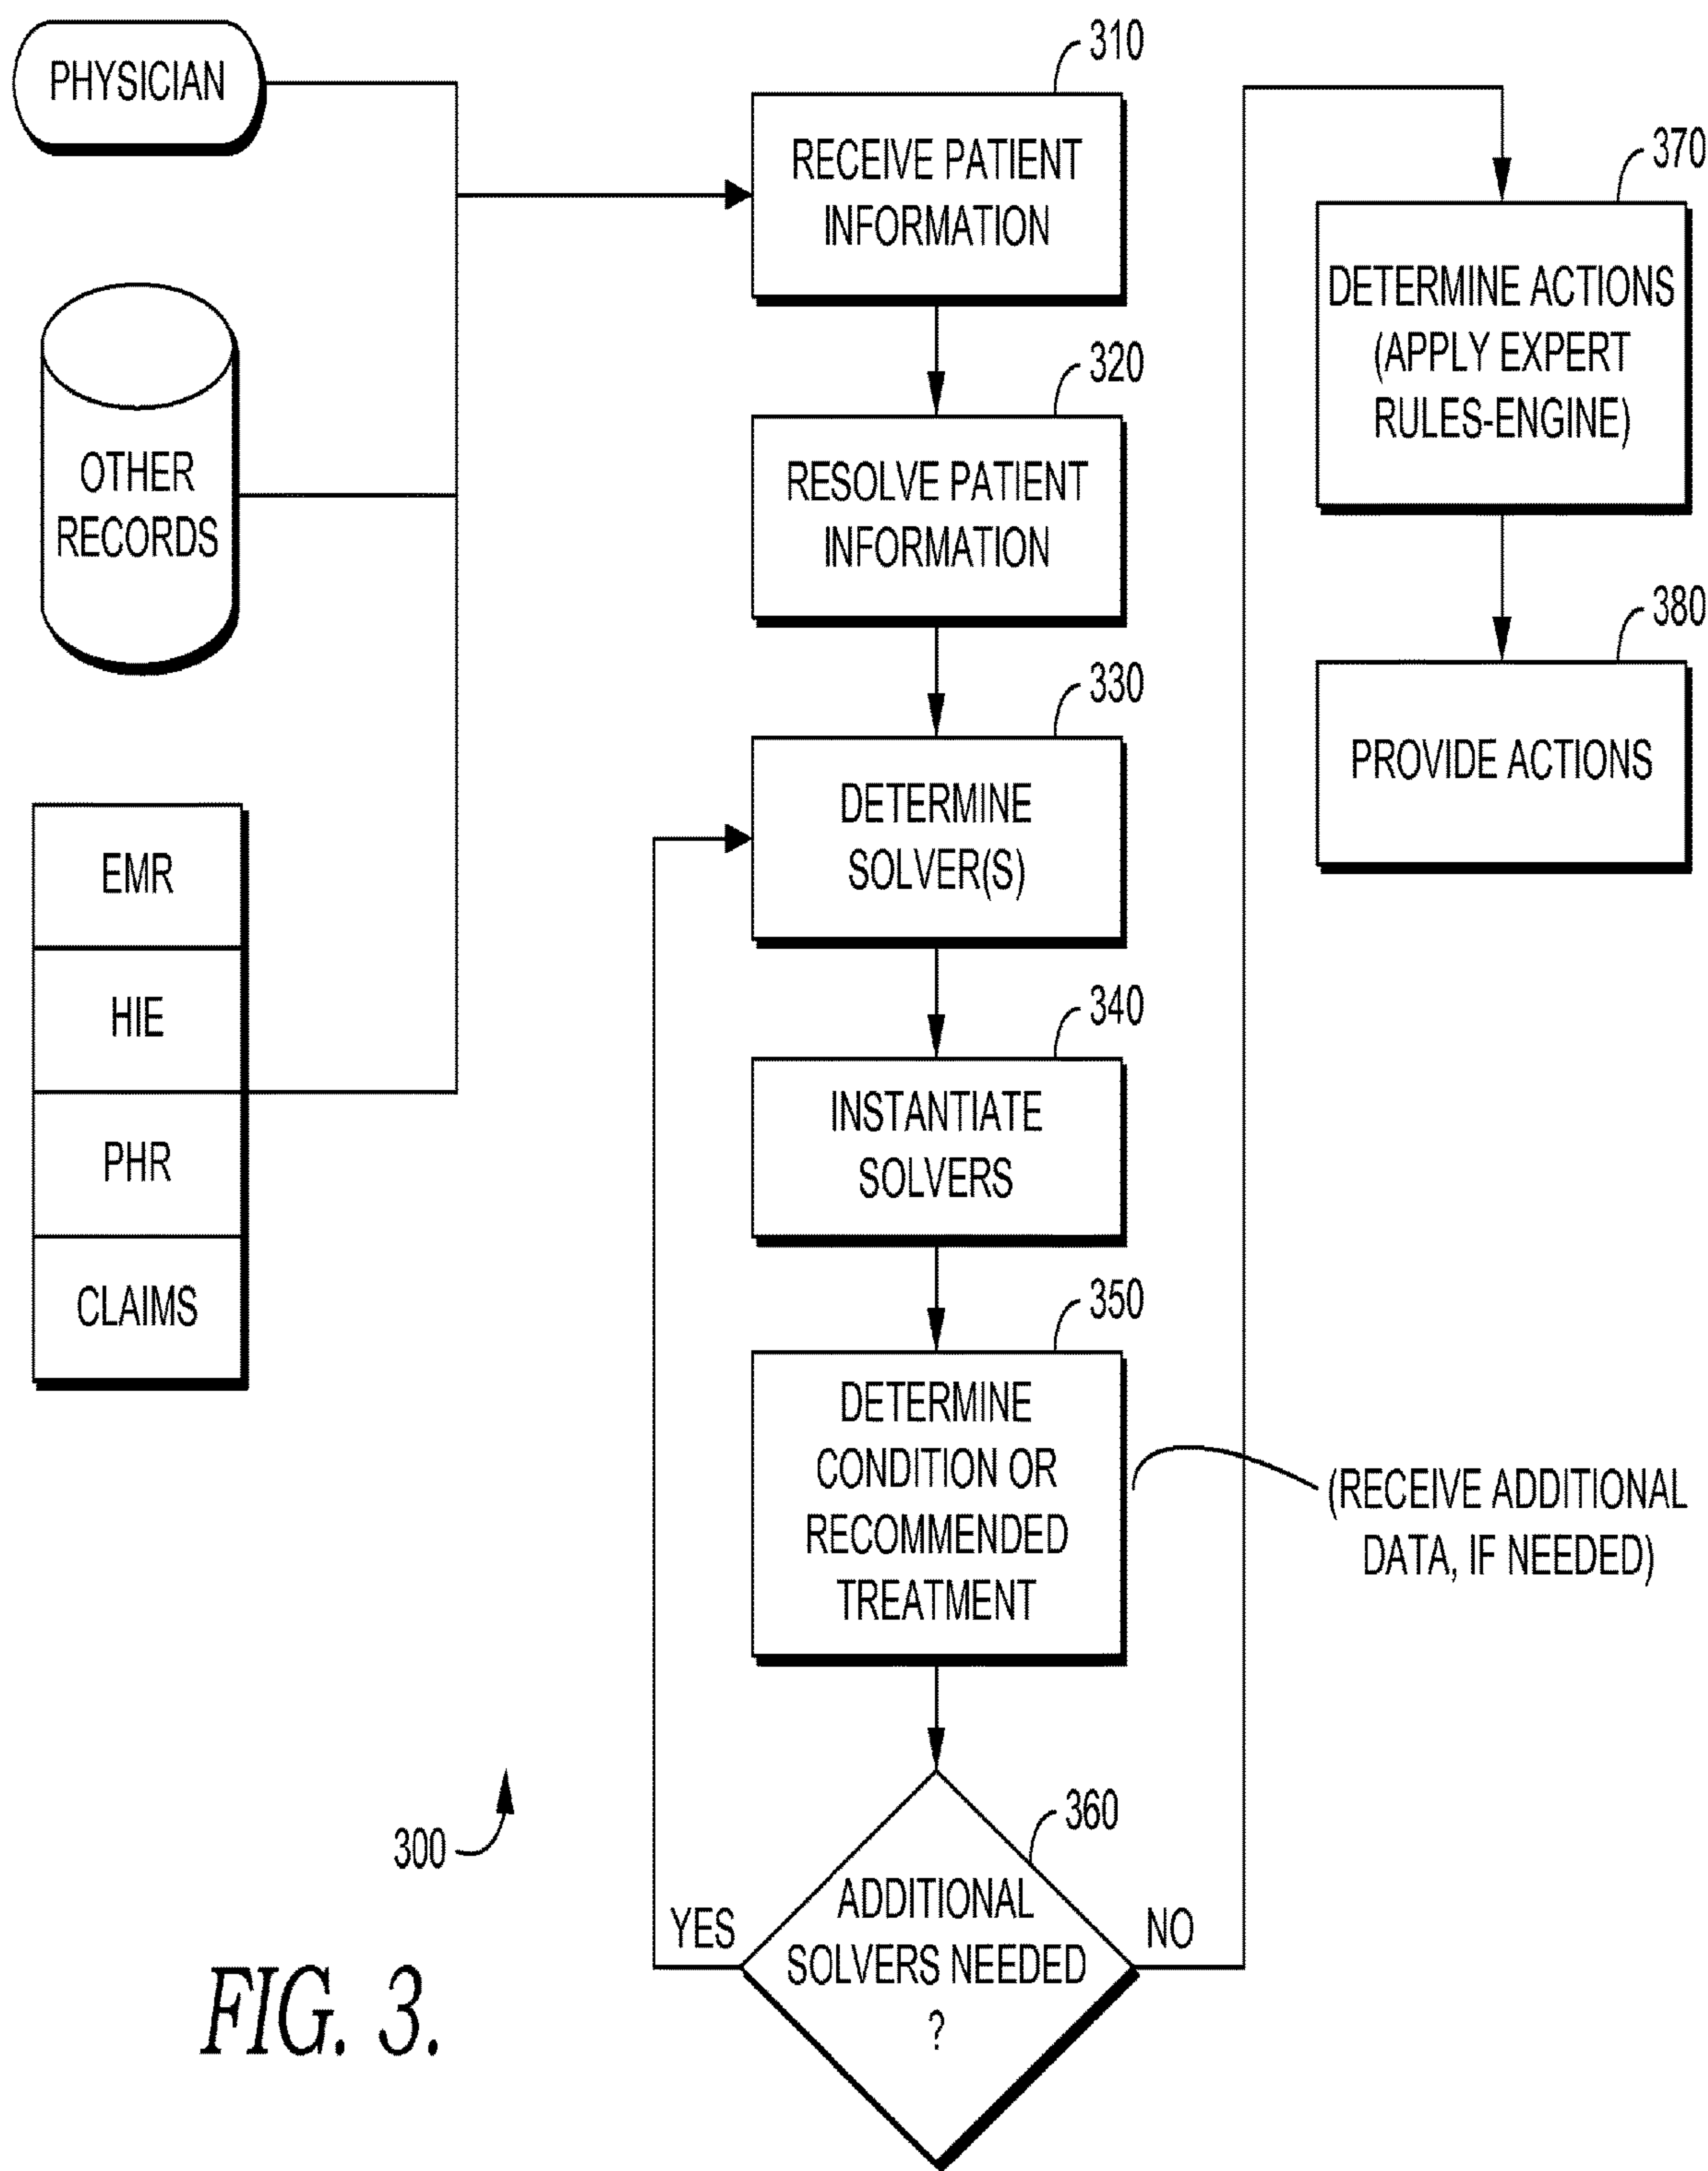 PHYSICIAN
OTHER
RECORDS
EMR
HIE
PHR
CLAIMS
310
RECEIVE PATIENT
INFORMATION
320
RESOLVE PATIENT
INFORMATION
330
DETERMINE
SOLVER(S)
340
INSTANTIATE
SOLVERS
350
DETERMINE
CONDITION OR
RECOMMENDED
TREATMENT
(RECEIVE ADDITIONAL
DATA, IF NEEDED)
360
ADDITIONAL
SOLVERS NEEDED
?
YES
NO
370
DETERMINE ACTIONS
(APPLY EXPERT
RULES-ENGINE)
380
PROVIDE ACTIONS
300
FIG. 3.